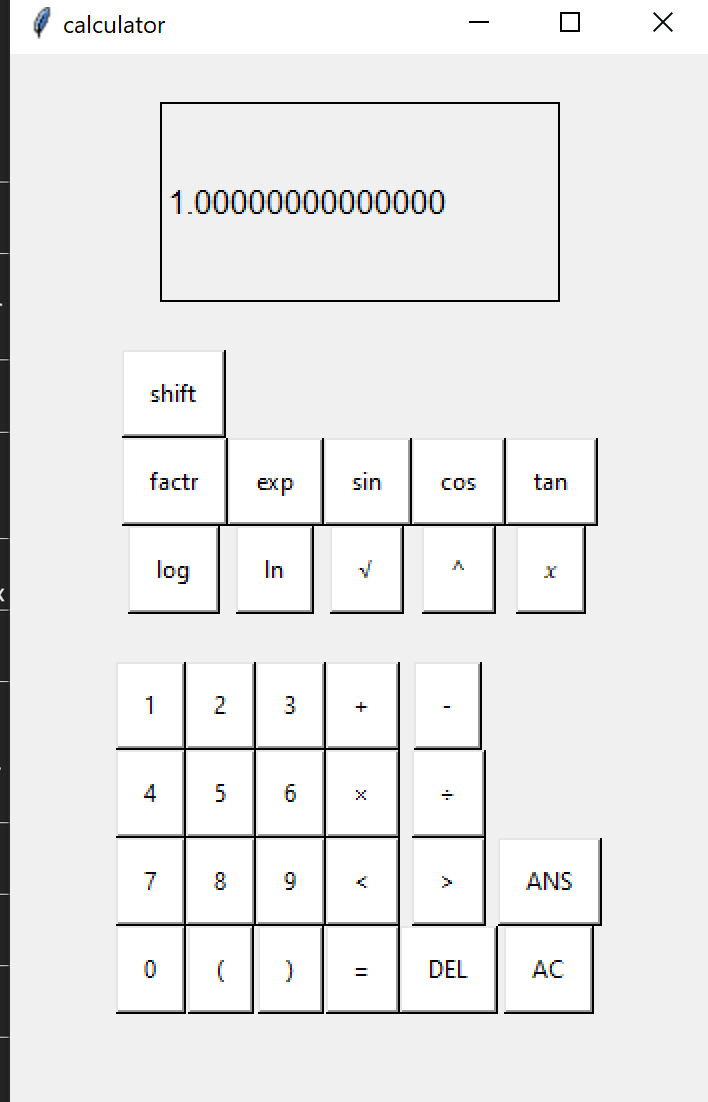 calculator
1.00000000000000
shift
factr exp sin cos tan
log ln √ ^ x
1 2 3 + -
4 5 6 × ÷
7 8 9 < > ANS
0 ( ) = DEL AC